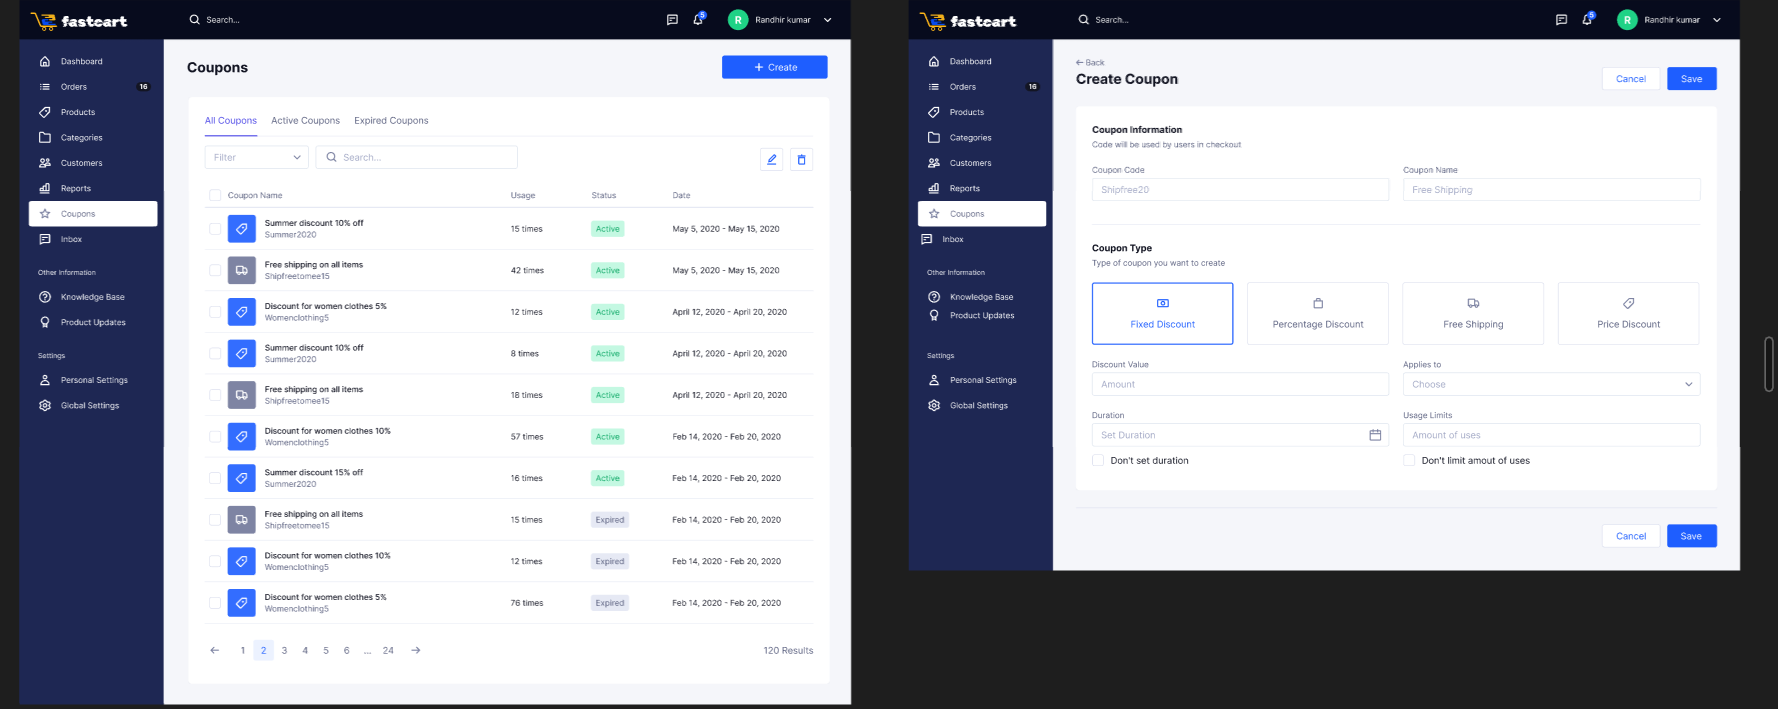 fastcart
Search...
5
R
Randhir kumar
Dashboard
Orders
16
Products
Categories
Customers
Reports
Coupons
Inbox
Other Information
Knowledge Base
Product Updates
Settings
Personal Settings
Global Settings
Coupons
+ Create
All Coupons Active Coupons Expired Coupons
Filter
Search...
Coupon Name Usage Status Date
Summer discount 10% off
Summer2020
15 times Active May 5, 2020 - May 15, 2020
Free shipping on all items
Shipfreetomee15
42 times Active May 5, 2020 - May 15, 2020
Discount for women clothes 5%
Womenclothing5
12 times Active April 12, 2020 - April 20, 2020
Summer discount 10% off
Summer2020
8 times Active April 12, 2020 - April 20, 2020
Free shipping on all items
Shipfreetomee15
18 times Active April 12, 2020 - April 20, 2020
Discount for women clothes 10%
Womenclothing5
57 times Active Feb 14, 2020 - Feb 20, 2020
Summer discount 15% off
Summer2020
16 times Active Feb 14, 2020 - Feb 20, 2020
Free shipping on all items
Shipfreetomee15
15 times Expired Feb 14, 2020 - Feb 20, 2020
Discount for women clothes 10%
Womenclothing5
12 times Expired Feb 14, 2020 - Feb 20, 2020
Discount for women clothes 5%
Womenclothing5
76 times Expired Feb 14, 2020 - Feb 20, 2020
← 1 2 3 4 5 6 ... 24 →
120 Results
fastcart
Search...
5
R
Randhir kumar
Dashboard
Orders
16
Products
Categories
Customers
Reports
Coupons
Inbox
Other Information
Knowledge Base
Product Updates
Settings
Personal Settings
Global Settings
← Back
Create Coupon
Cancel Save
Coupon Information
Code will be used by users in checkout
Coupon Code
Shipfree20
Coupon Name
Free Shipping
Coupon Type
Type of coupon you want to create
Fixed Discount
Percentage Discount
Free Shipping
Price Discount
Discount Value
Amount
Applies to
Choose
Duration
Set Duration
Don't set duration
Usage Limits
Amount of uses
Don't limit amout of uses
Cancel Save